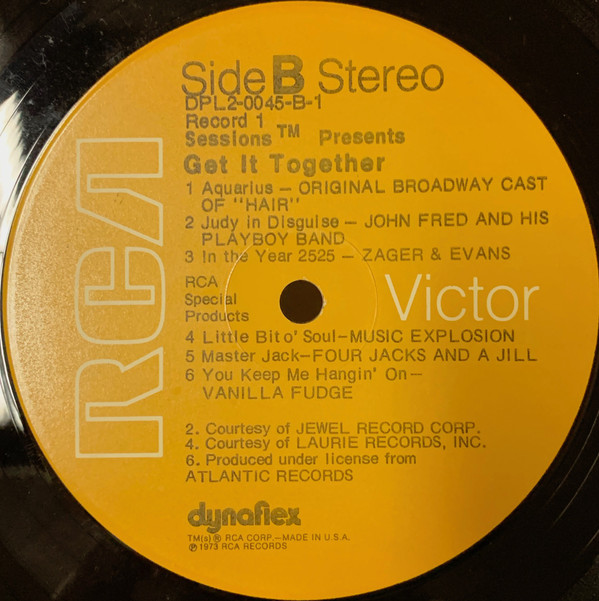 Side B Stereo
DPL2-0045-B-1
Record 1
Sessions™ Presents
Get It Together
1 Aquarius – ORIGINAL BROADWAY CAST
OF "HAIR"
2 Judy in Disguise – JOHN FRED AND HIS
PLAYBOY BAND
3 In the Year 2525 – ZAGER & EVANS
RCA
Special
Products
Victor
RCA
4 Little Bit o' Soul–MUSIC EXPLOSION
5 Master Jack–FOUR JACKS AND A JILL
6 You Keep Me Hangin' On–
VANILLA FUDGE
2. Courtesy of JEWEL RECORD CORP.
4. Courtesy of LAURIE RECORDS, INC.
6. Produced under license from
ATLANTIC RECORDS
dynaflex
TM(s) ® RCA CORP.–MADE IN U.S.A.
℗ 1973 RCA RECORDS